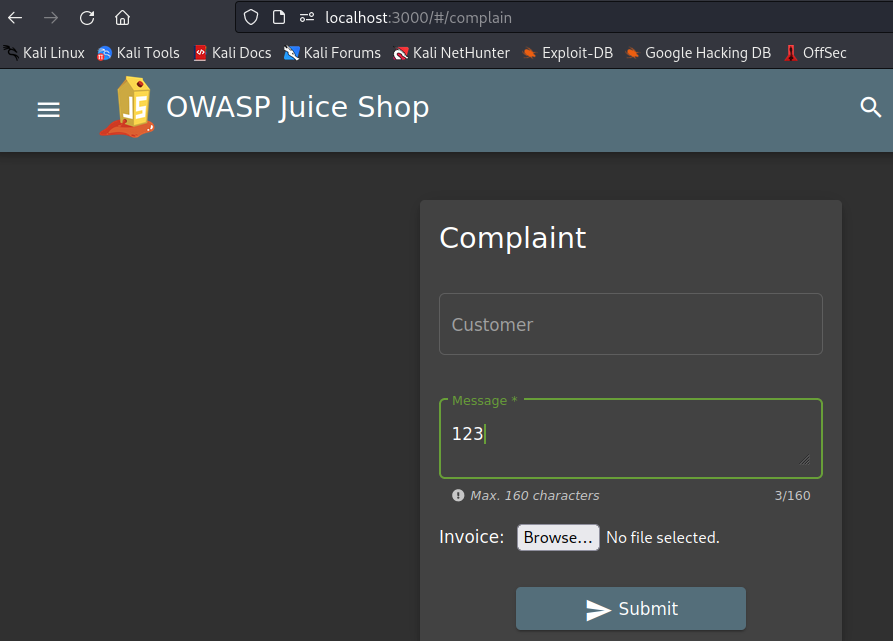 localhost:3000/#/complain
Kali Linux Kali Tools Kali Docs Kali Forums Kali NetHunter Exploit-DB Google Hacking DB OffSec
JS OWASP Juice Shop
Complaint
Customer
Message *
123
Max. 160 characters 3/160
Invoice: Browse... No file selected.
Submit